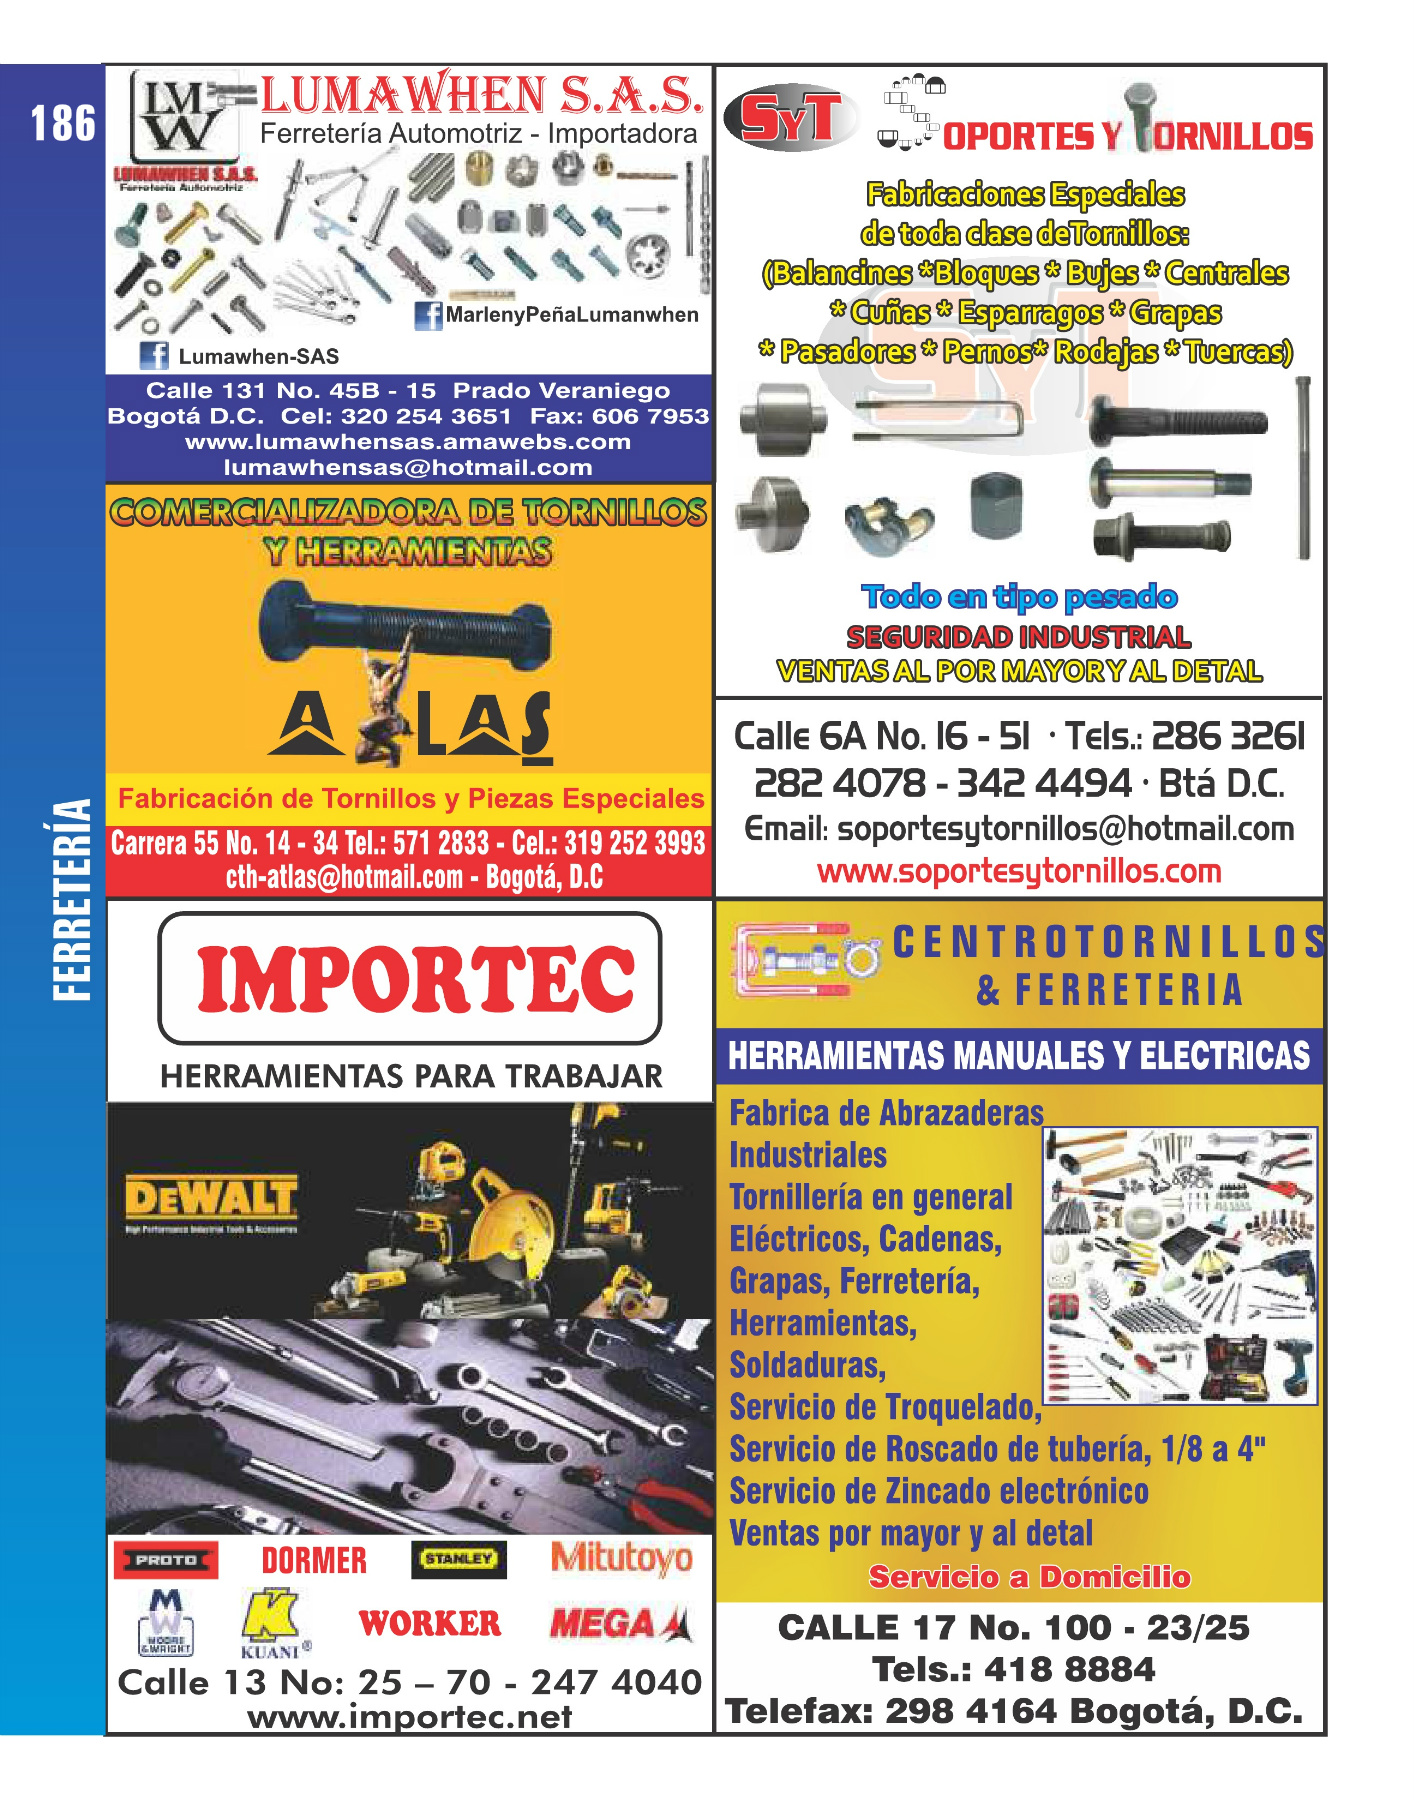 186
FERRETERÍA
LUMAWHEN S.A.S.
Ferretería Automotriz - Importadora
LMW
LUMAWHEN S.A.S.
Ferretería Automotriz
MarlenyPeñaLumanwhen
Lumawhen-SAS
Calle 131 No. 45B - 15 Prado Veraniego
Bogotá D.C. Cel: 320 254 3651 Fax: 606 7953
www.lumawhensas.amawebs.com
lumawhensas@hotmail.com
COMERCIALIZADORA DE TORNILLOS
Y HERRAMIENTAS
ATLAS
Fabricación de Tornillos y Piezas Especiales
Carrera 55 No. 14 - 34 Tel.: 571 2833 - Cel.: 319 252 3993
cth-atlas@hotmail.com - Bogotá, D.C
IMPORTEC
HERRAMIENTAS PARA TRABAJAR
DEWALT
High Performance Industrial Tools & Accessories
PROTO DORMER STANLEY Mitutoyo
MW
MOORE
& WRIGHT
K
KUANI®
WORKER MEGA
Calle 13 No: 25 – 70 - 247 4040
www.importec.net
SYT SOPORTES Y TORNILLOS
Fabricaciones Especiales
de toda clase deTornillos:
(Balancines *Bloques * Bujes * Centrales
* Cuñas * Esparragos * Grapas
* Pasadores * Pernos* Rodajas * Tuercas)
SYT
Todo en tipo pesado
SEGURIDAD INDUSTRIAL
VENTAS AL POR MAYOR Y AL DETAL
Calle 6A No. 16 - 51 · Tels.: 286 3261
282 4078 - 342 4494 · Btá D.C.
Email: soportesytornillos@hotmail.com
www.soportesytornillos.com
CENTROTORNILLOS
& FERRETERIA
HERRAMIENTAS MANUALES Y ELECTRICAS
Fabrica de Abrazaderas
Industriales
Tornillería en general
Eléctricos, Cadenas,
Grapas, Ferretería,
Herramientas,
Soldaduras,
Servicio de Troquelado,
Servicio de Roscado de tubería, 1/8 a 4"
Servicio de Zincado electrónico
Ventas por mayor y al detal
Servicio a Domicilio
CALLE 17 No. 100 - 23/25
Tels.: 418 8884
Telefax: 298 4164 Bogotá, D.C.